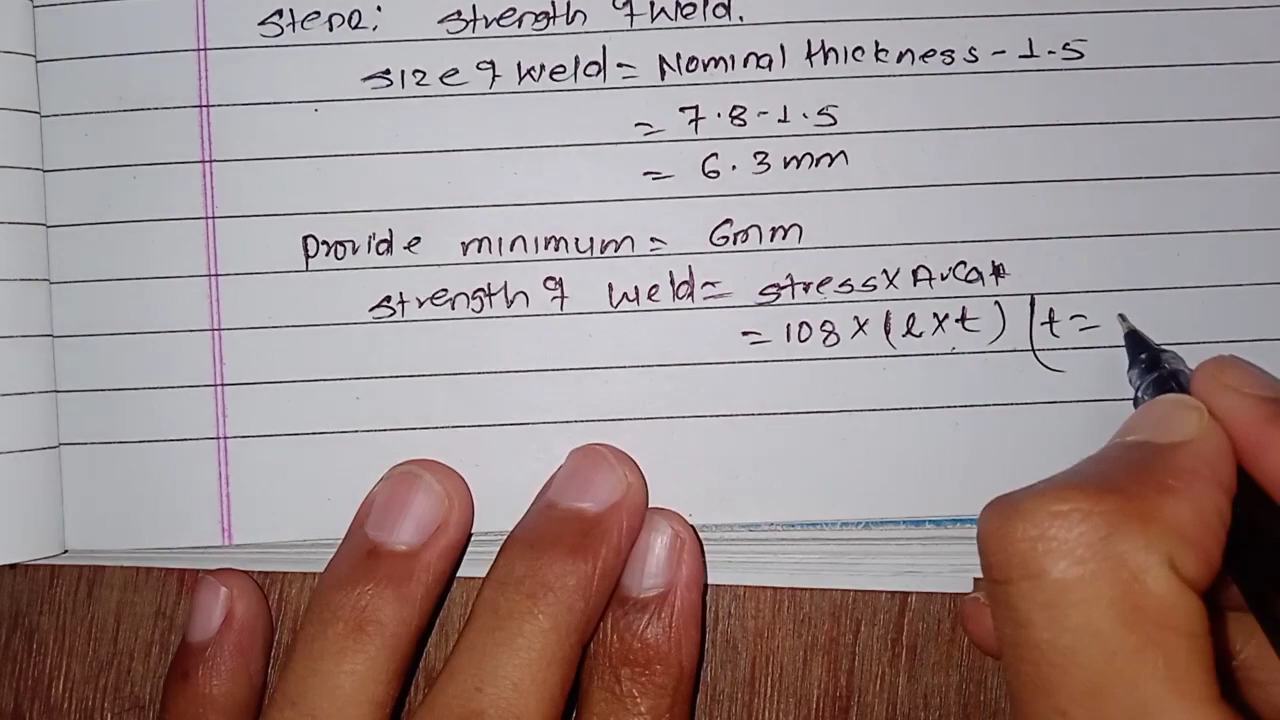 Step2: Strength of weld.
Size of weld = Nominal thickness - 1.5
= 7.8 - 1.5
= 6.3 mm
Provide minimum = 6mm
Strength of weld = stress x Area
= 108 x (l x t) | t =